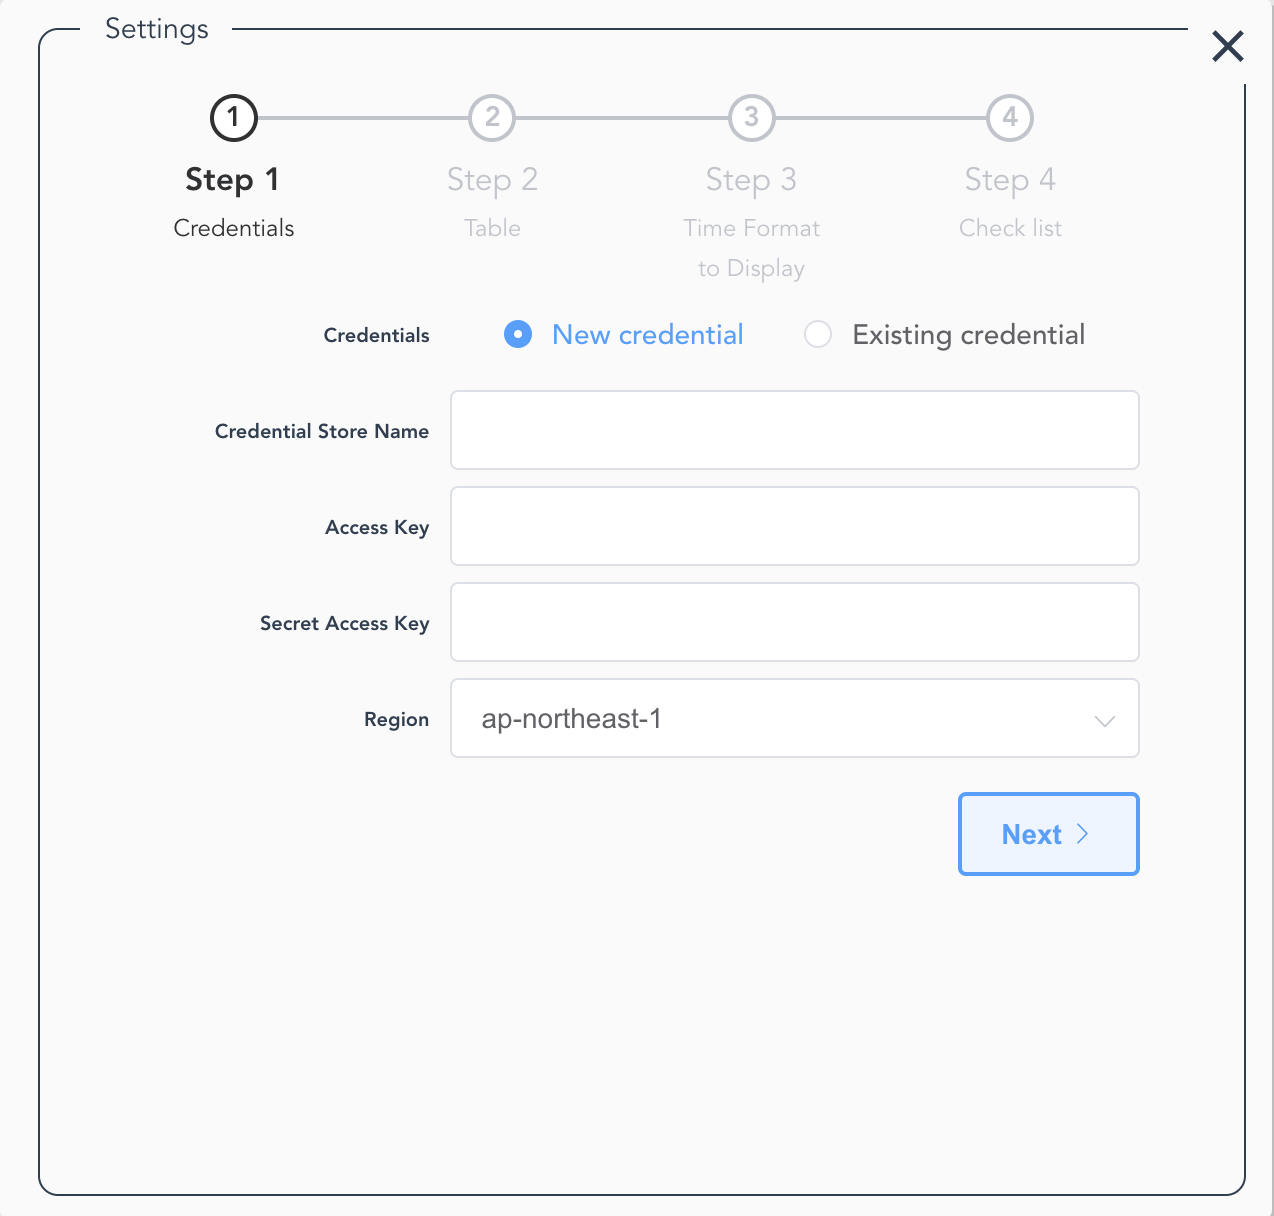 Settings
1 2 3 4
Step 1 Step 2 Step 3 Step 4
Credentials Table Time Format Check list
to Display
Credentials New credential Existing credential
Credential Store Name
Access Key
Secret Access Key
Region ap-northeast-1
Next